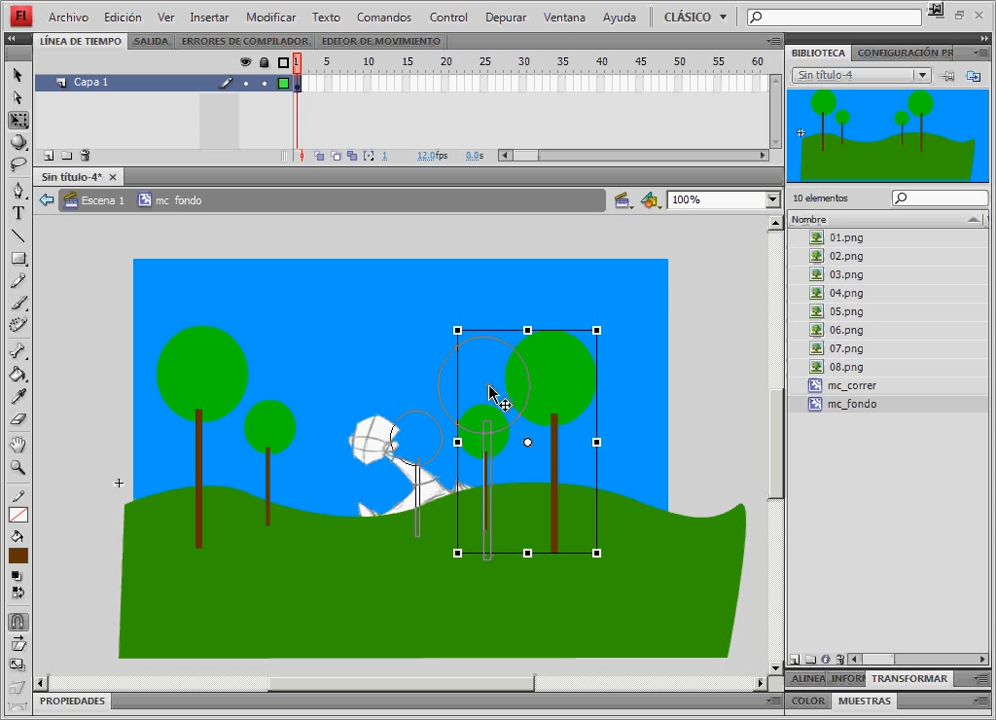 Fl Archivo Edición Ver Insertar Modificar Texto Comandos Control Depurar Ventana Ayuda CLÁSICO
LÍNEA DE TIEMPO SALIDA ERRORES DE COMPILADOR EDITOR DE MOVIMIENTO
1 5 10 15 20 25 30 35 40 45 50 55 60
Capa 1
1 12.0fps 0.0s
Sin título-4*
Escena 1 mc_fondo 100%
PROPIEDADES
BIBLIOTECA CONFIGURACIÓN PR
Sin título-4
10 elementos
Nombre
01.png
02.png
03.png
04.png
05.png
06.png
07.png
08.png
mc_correr
mc_fondo
ALINEA INFORM TRANSFORMAR
COLOR MUESTRAS